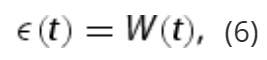 ϵ(t) = W(t), (6)